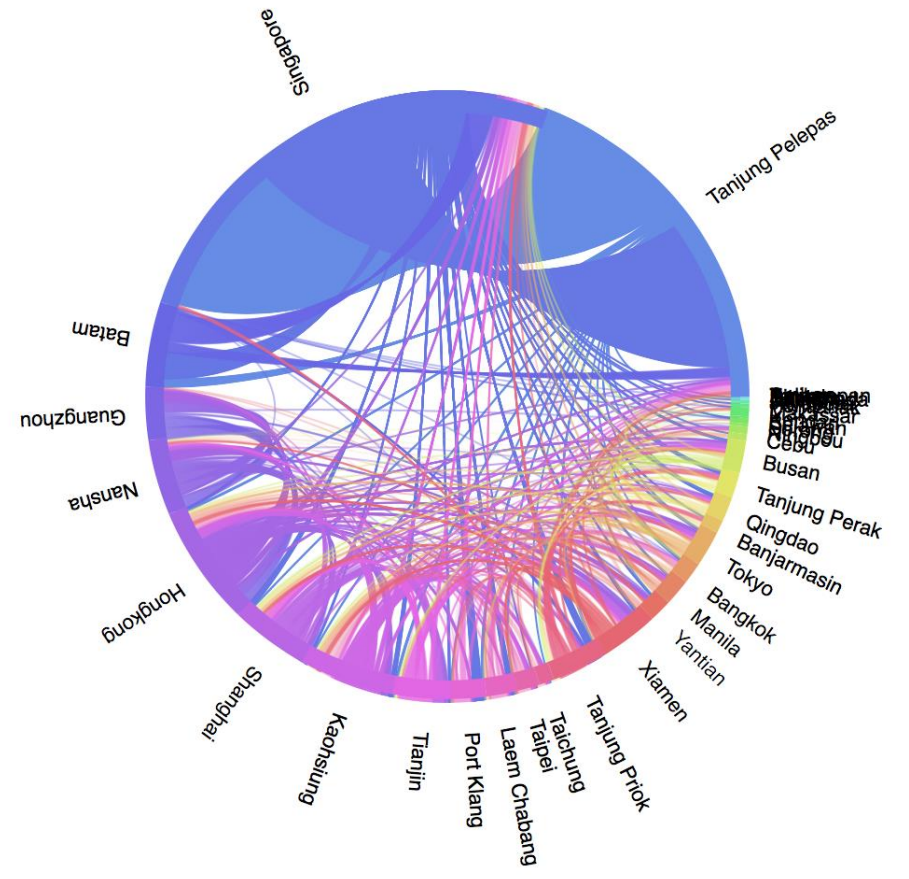 Singapore
Tanjung Pelepas
Cebu
Busan
Tanjung Perak
Qingdao
Banjarmasin
Tokyo
Bangkok
Manila
Yantian
Xiamen
Tanjung Priok
Taichung
Taipei
Laem Chabang
Port Klang
Tianjin
Kaohsiung
Shanghai
Hongkong
Nansha
Guangzhou
Batam